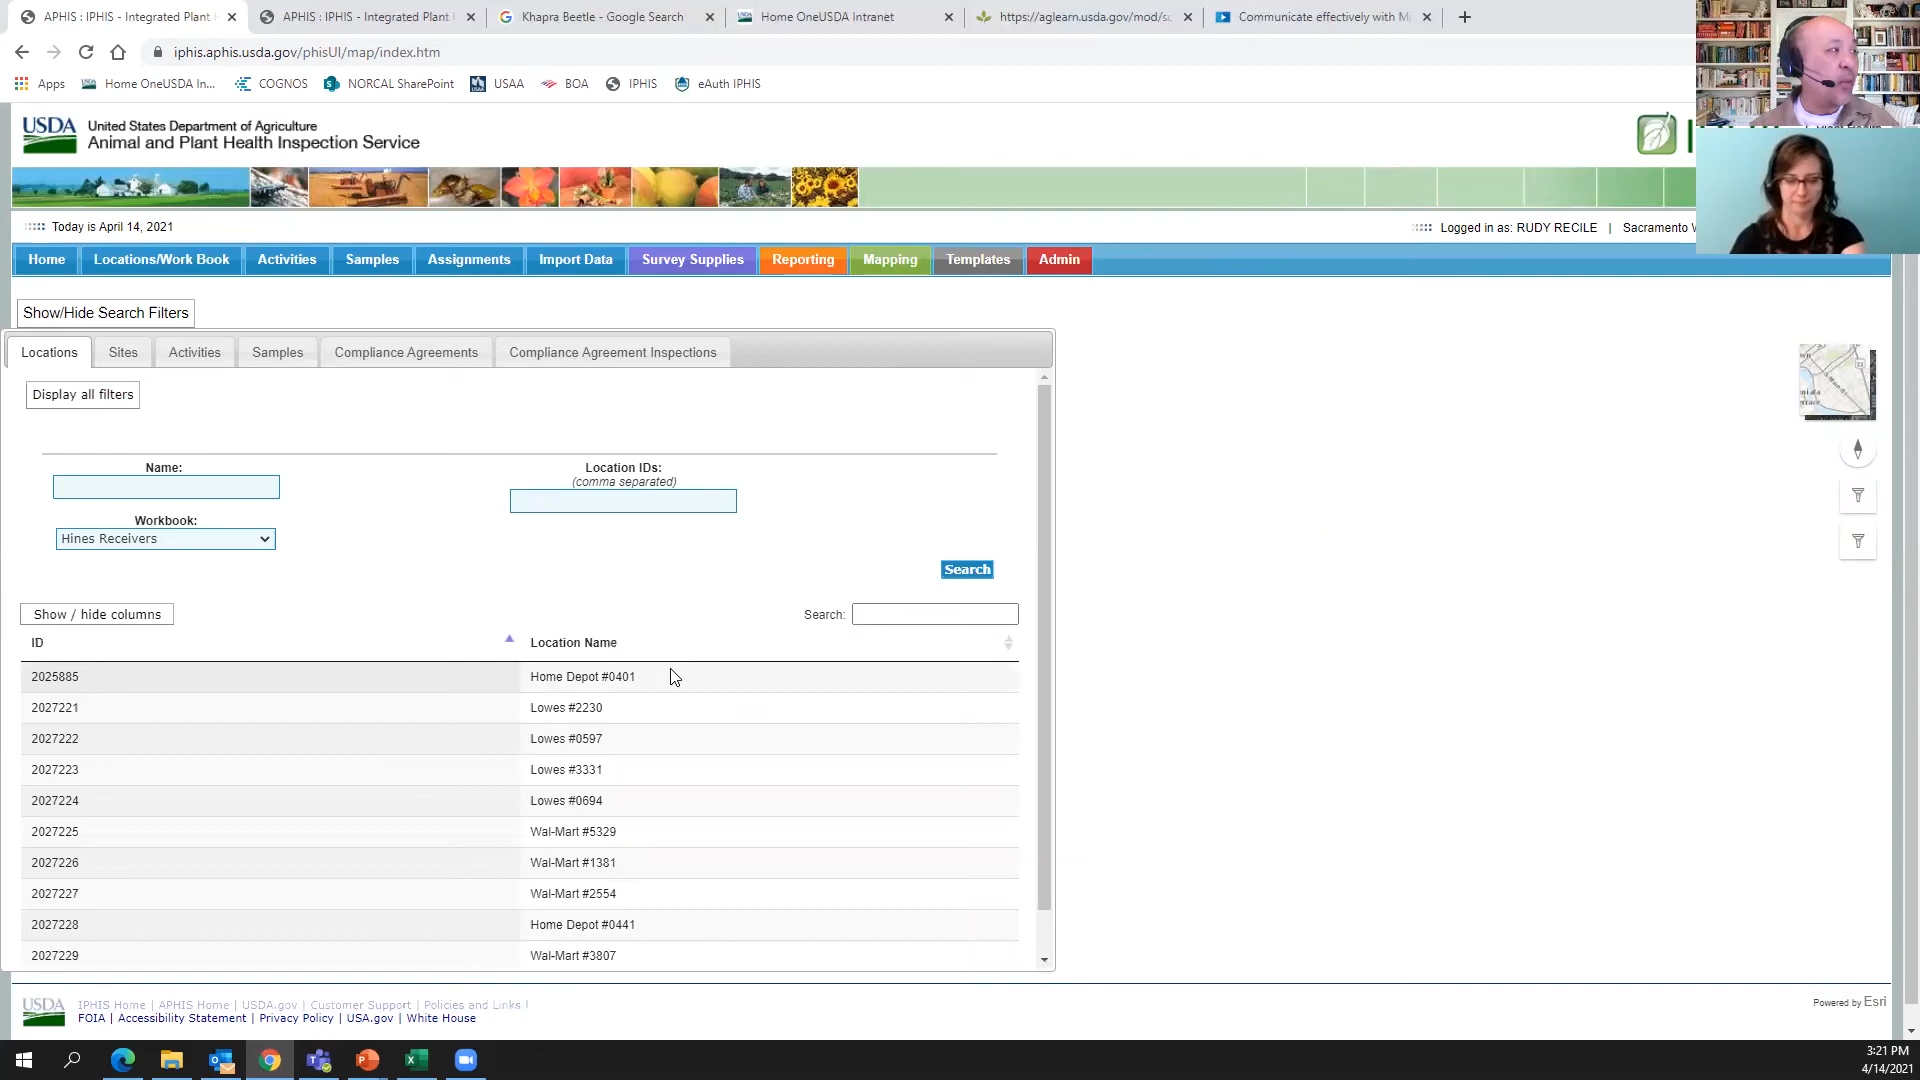 APHIS : IPHIS - Integrated Plant H
APHIS : IPHIS - Integrated Plant
Khapra Beetle - Google Search
Home OneUSDA Intranet
https://aglearn.usda.gov/mod/sc
Communicate effectively with Mi
iphis.aphis.usda.gov/phisUI/map/index.htm
Apps
Home OneUSDA In...
COGNOS
NORCAL SharePoint
USAA
BOA
IPHIS
eAuth IPHIS
USDA
United States Department of Agriculture
Animal and Plant Health Inspection Service
Today is April 14, 2021
Logged in as: RUDY RECILE | Sacramento
Home
Locations/Work Book
Activities
Samples
Assignments
Import Data
Survey Supplies
Reporting
Mapping
Templates
Admin
Show/Hide Search Filters
Locations
Sites
Activities
Samples
Compliance Agreements
Compliance Agreement Inspections
Display all filters
Name:
Location IDs:
(comma separated)
Workbook:
Hines Receivers
Search
Show / hide columns
Search:
ID
Location Name
2025885 Home Depot #0401
2027221 Lowes #2230
2027222 Lowes #0597
2027223 Lowes #3331
2027224 Lowes #0694
2027225 Wal-Mart #5329
2027226 Wal-Mart #1381
2027227 Wal-Mart #2554
2027228 Home Depot #0441
2027229 Wal-Mart #3807
USDA
IPHIS Home | APHIS Home | USDA.gov | Customer Support | Policies and Links |
FOIA | Accessibility Statement | Privacy Policy | USA.gov | White House
Powered by Esri
3:21 PM
4/14/2021